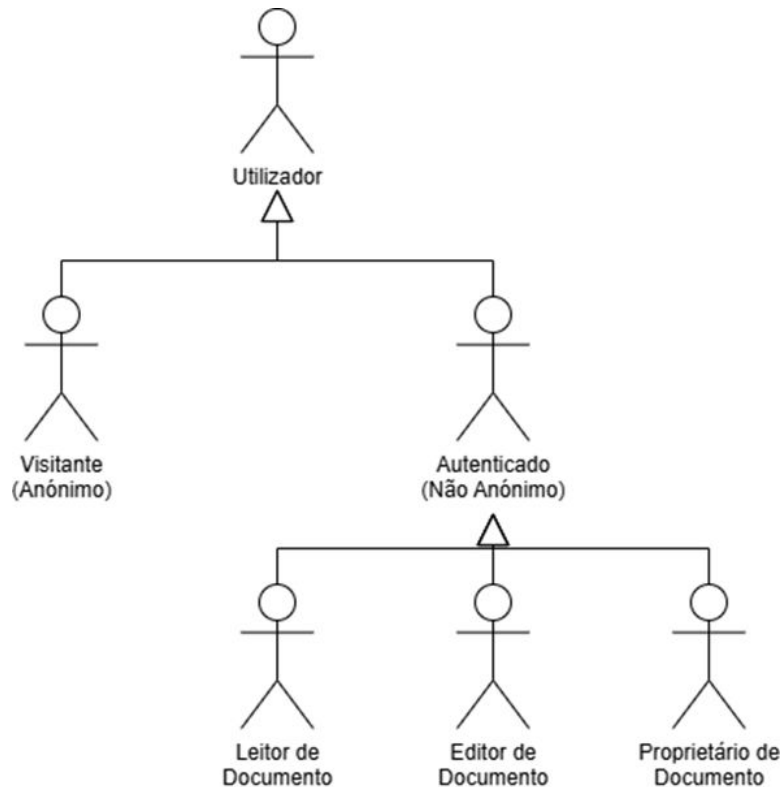 Utilizador
Visitante
(Anónimo)
Autenticado
(Não Anónimo)
Leitor de
Documento
Editor de
Documento
Proprietário de
Documento